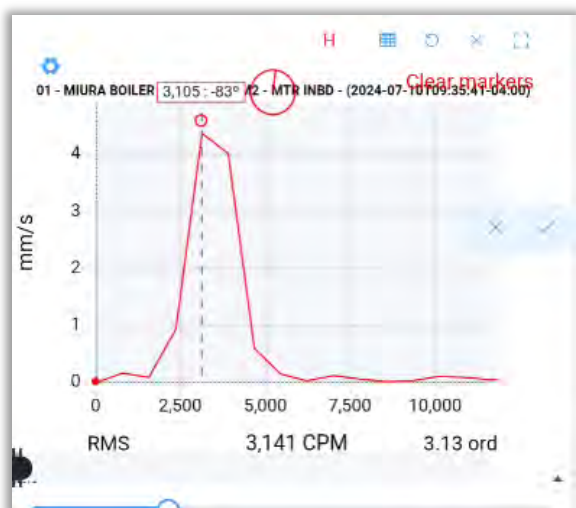 H
Clear markers
01 - MIURA BOILER 3,105 : -83° M2 - MTR INBD - (2024-07-10T09:35:41-04:00)
4
3
mm/s
2
1
0
0 2,500 5,000 7,500 10,000
RMS 3,141 CPM 3.13 ord